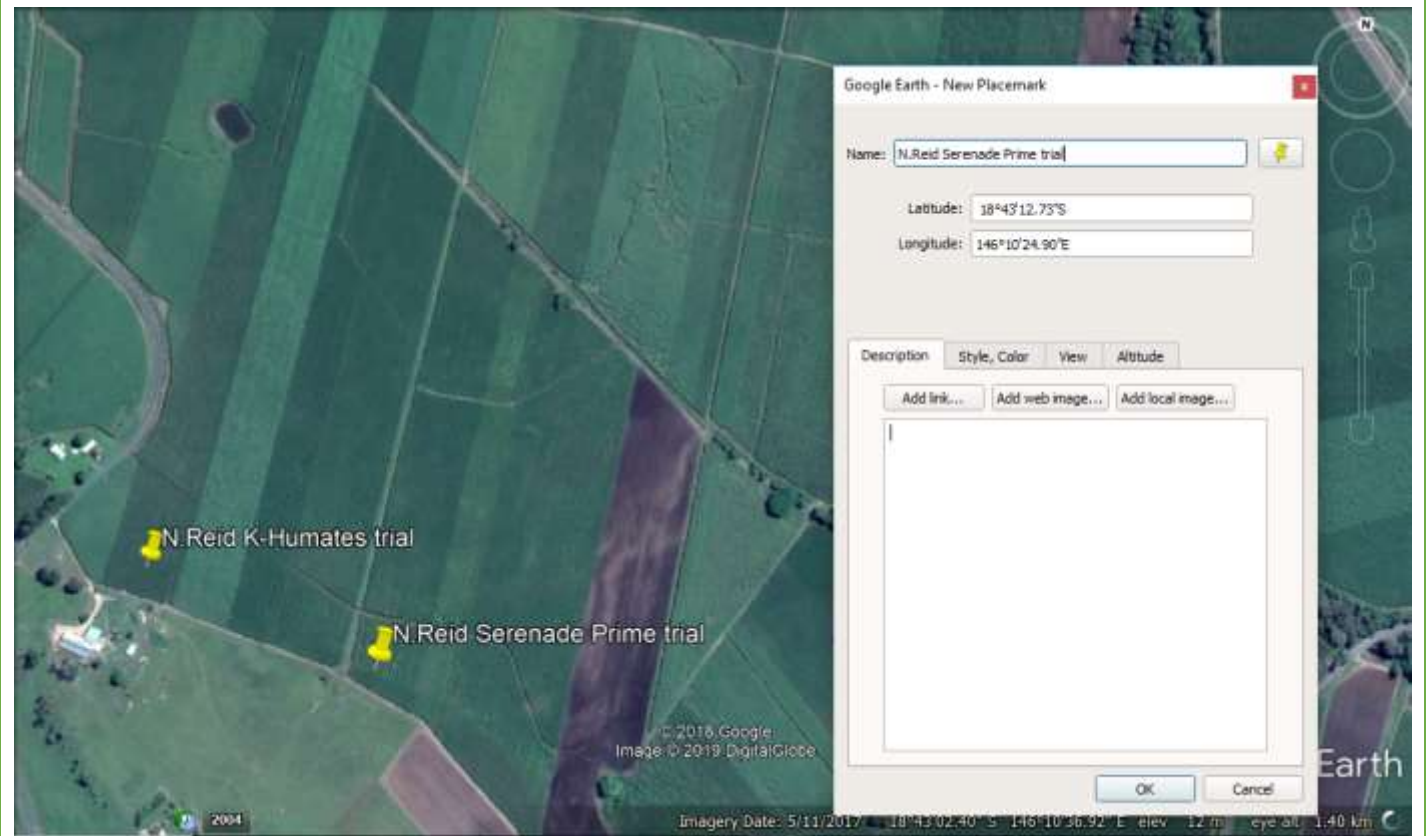 N
Google Earth - New Placemark
Name: N.Reid Serenade Prime trial
Latitude: 18°43'12.73"S
Longitude: 146°10'24.90"E
Description Style, Color View Altitude
Add link... Add web image... Add local image...
N.Reid K-Humates trial
N.Reid Serenade Prime trial
© 2018 Google
Image © 2019 DigitalGlobe
Earth
OK Cancel
2004
Imagery Date: 5/11/2017 18°43'02.40" S 146°10'36.92" E elev 12 m eye alt 1.40 km